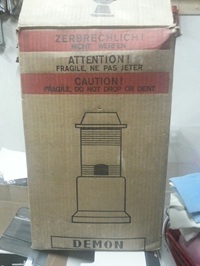 ZERBRECHLICH!
NICHT WERFEN
ATTENTION!
FRAGILE, NE PAS JETER
CAUTION!
FRAGILE, DO NOT DROP OR DENT
DEMON